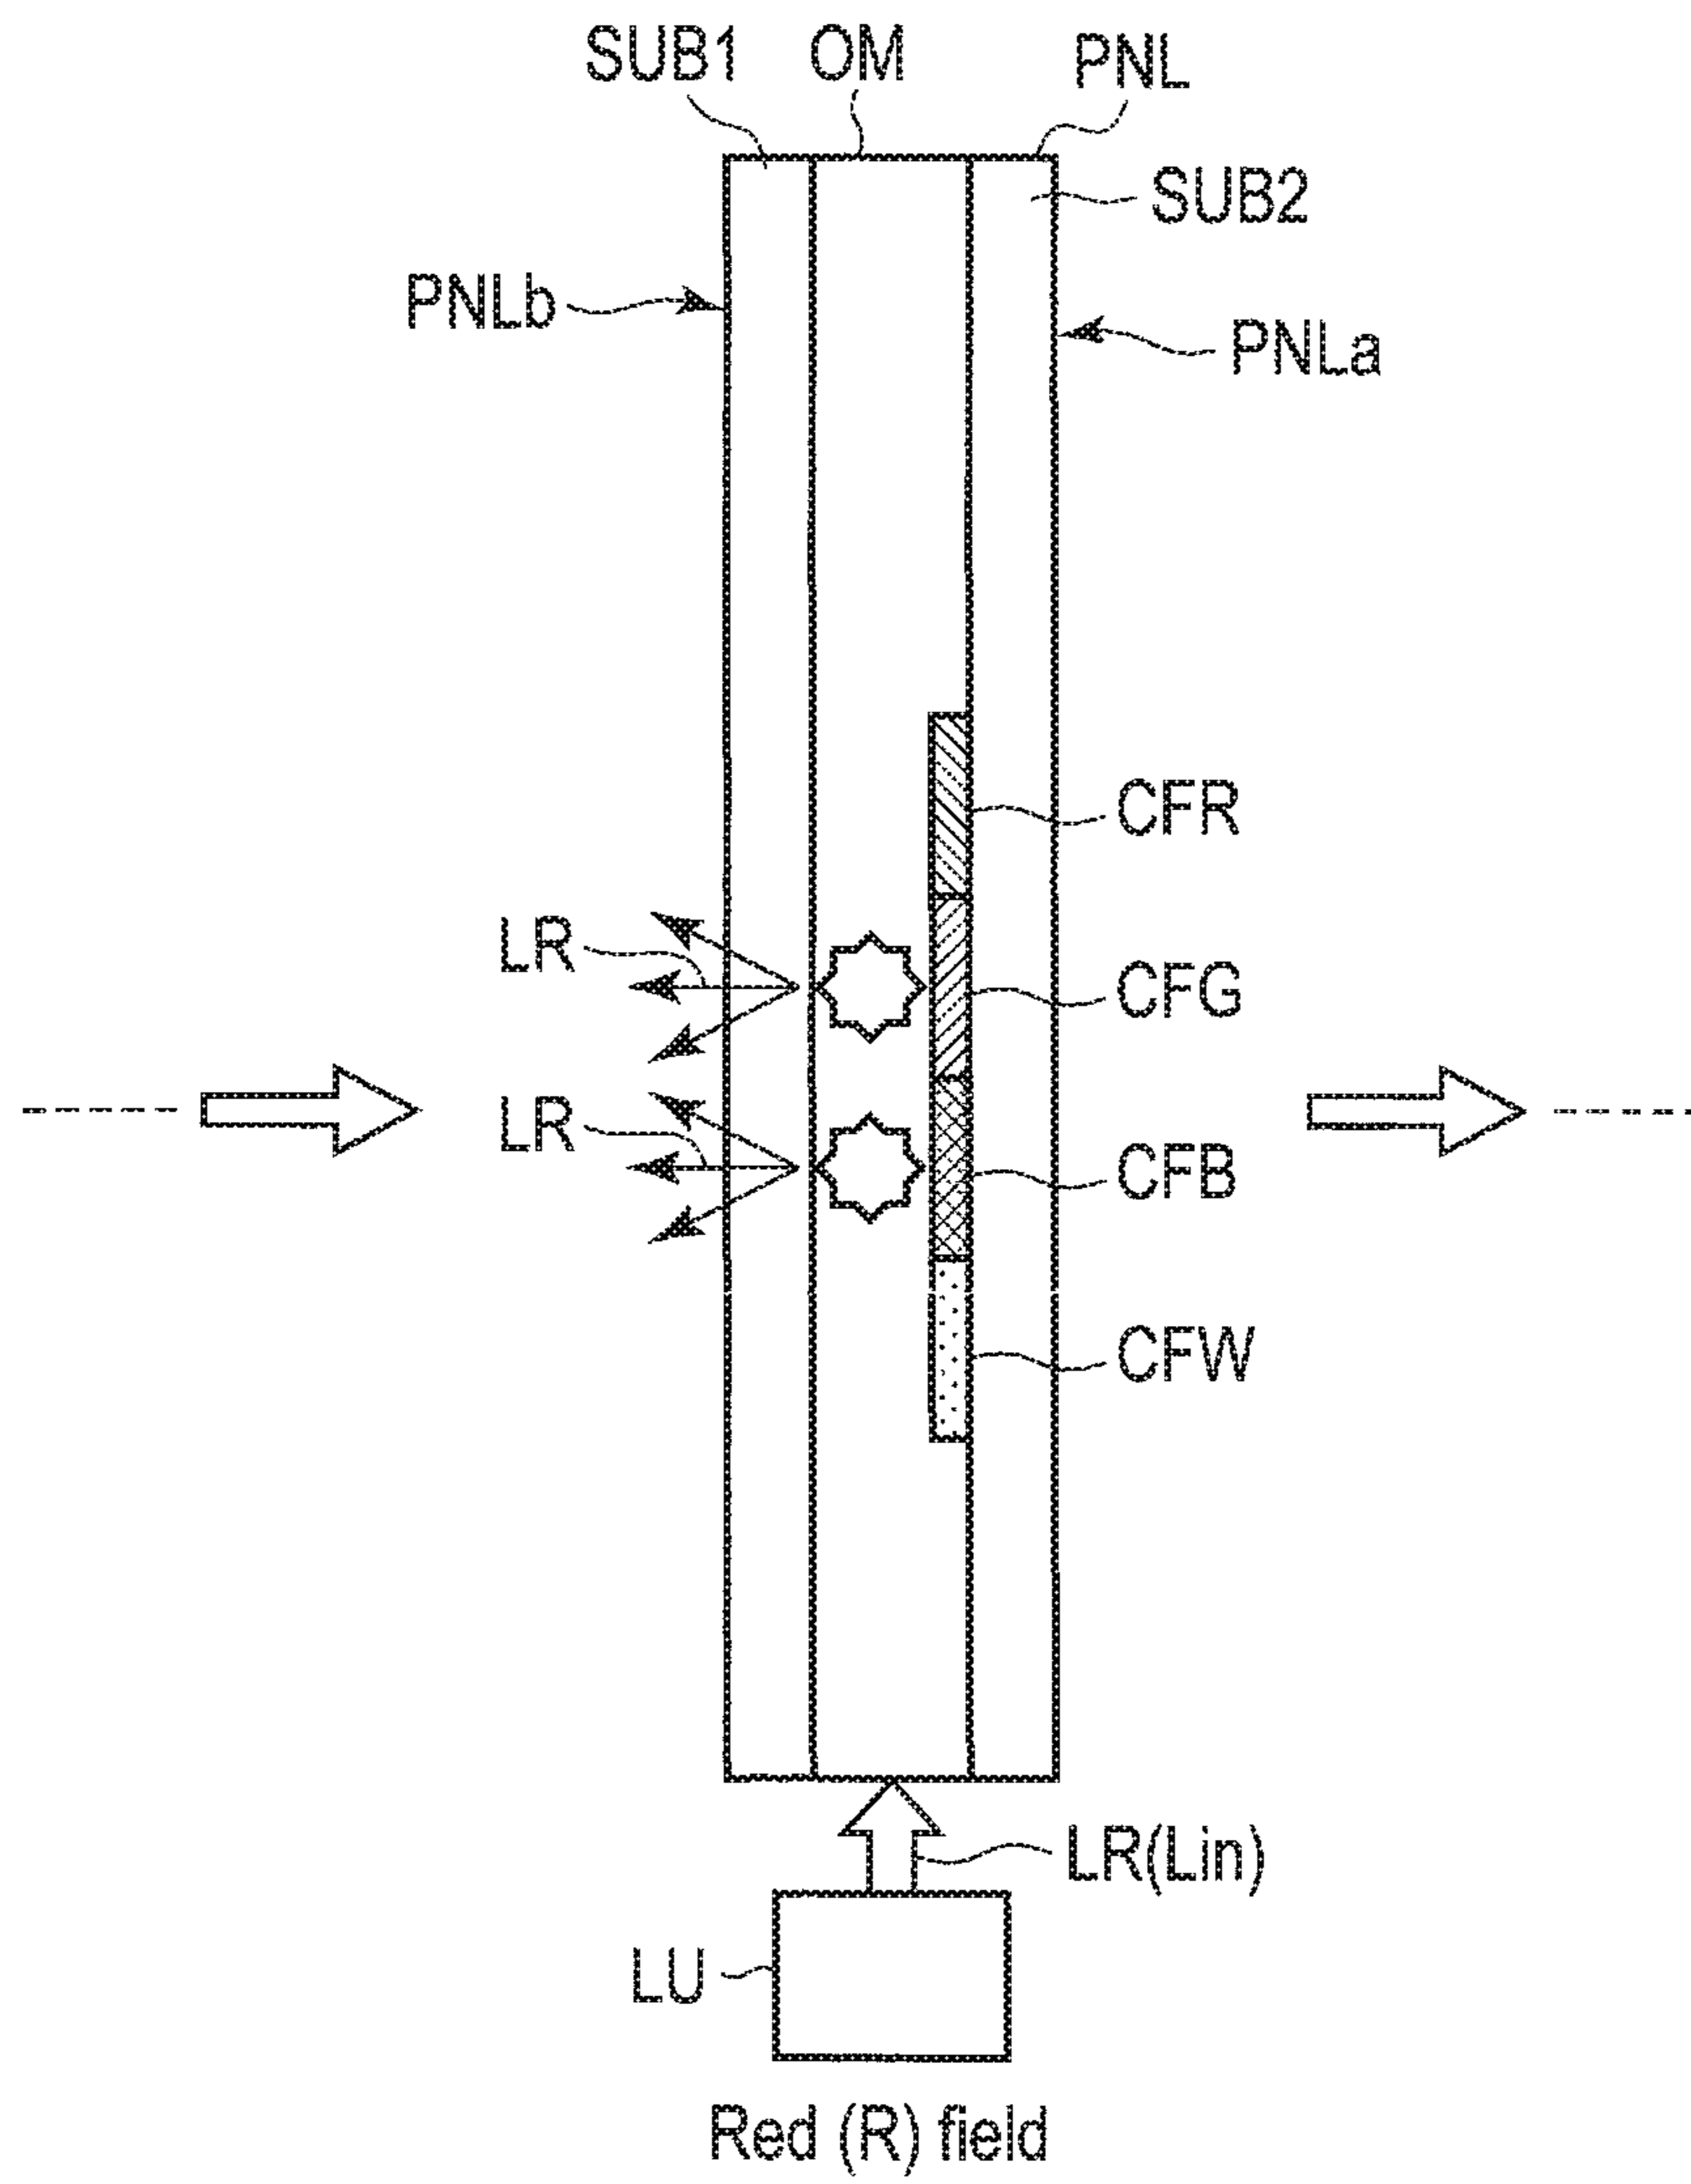 SUB1 OM PNL
SUB2
PNLb
PNLa
CFR
LR
CFG
LR
CFB
CFW
LR(Lin)
LU
Red (R) field